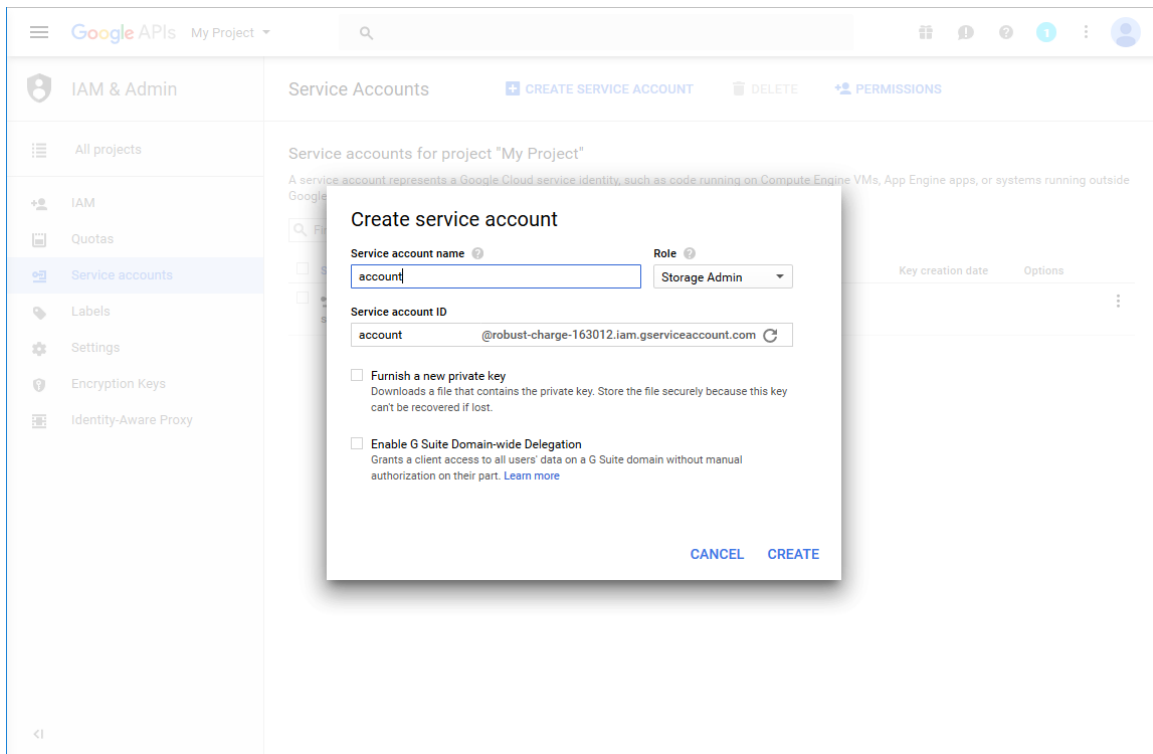 Google APIs My Project
1
IAM & Admin
Service Accounts
CREATE SERVICE ACCOUNT
DELETE
PERMISSIONS
All projects
IAM
Quotas
Service accounts
Labels
Settings
Encryption Keys
Identity-Aware Proxy
Service accounts for project "My Project"
A service account represents a Google Cloud service identity, such as code running on Compute Engine VMs, App Engine apps, or systems running outside
Google
Key creation date
Options
Create service account
Service account name
Role
account
Storage Admin
Service account ID
account @robust-charge-163012.iam.gserviceaccount.com
Furnish a new private key
Downloads a file that contains the private key. Store the file securely because this key
can't be recovered if lost.
Enable G Suite Domain-wide Delegation
Grants a client access to all users' data on a G Suite domain without manual
authorization on their part. Learn more
CANCEL
CREATE